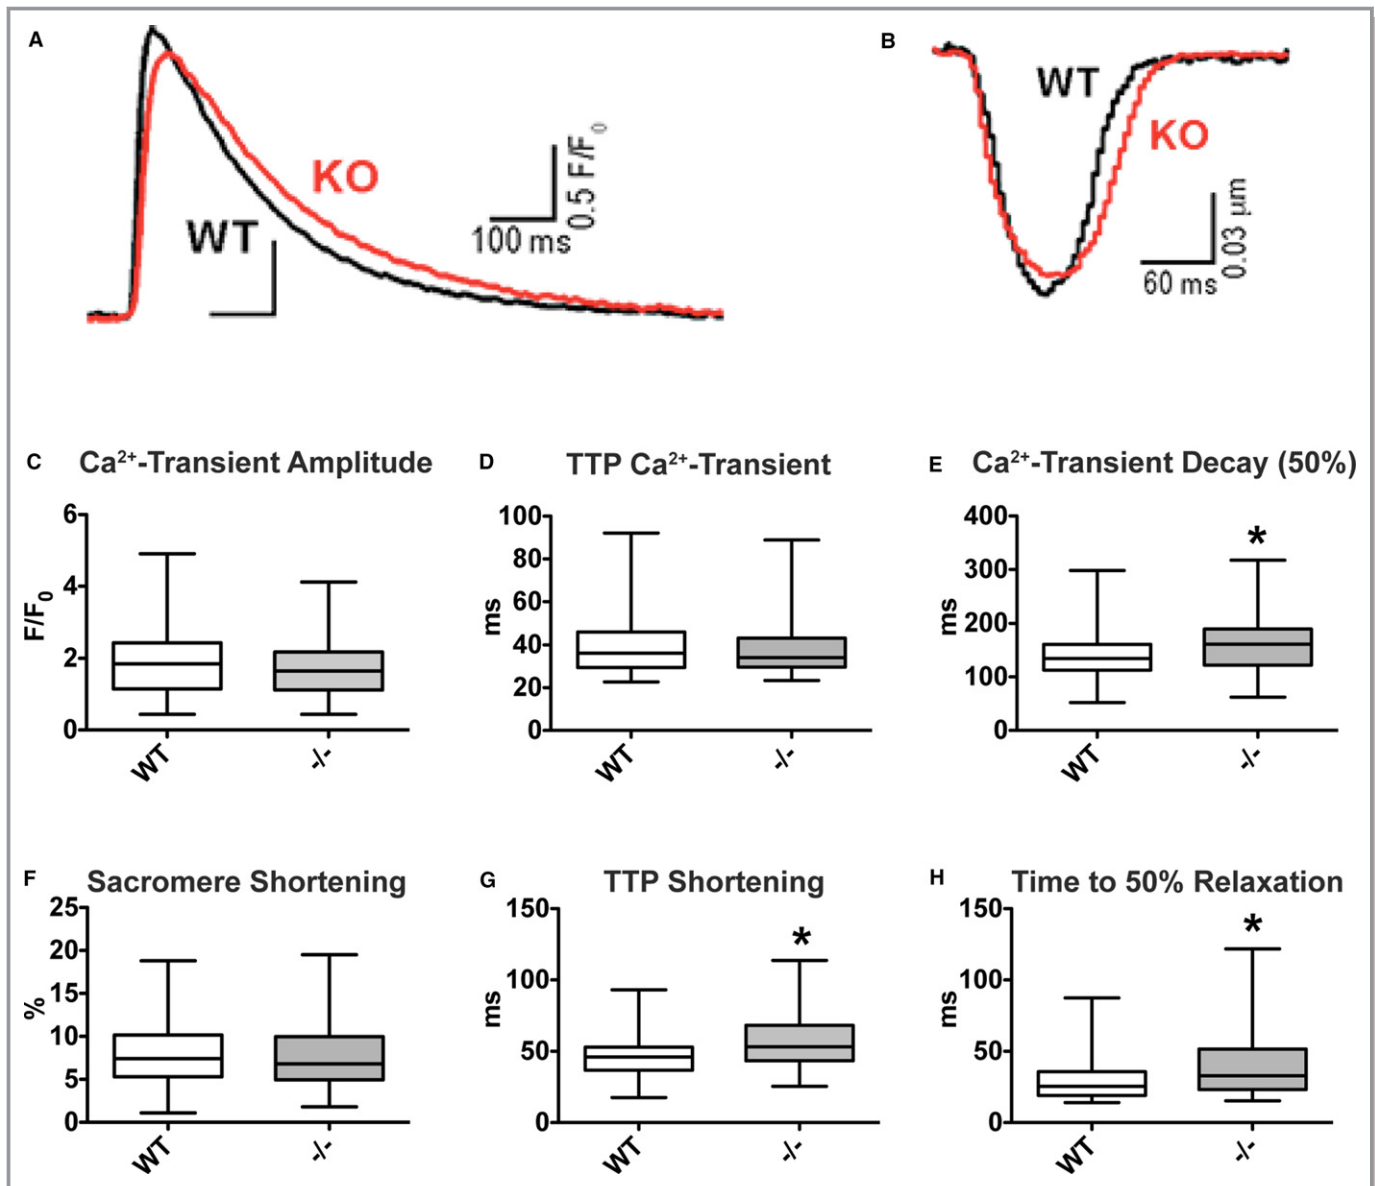 A
B
WT
KO
KO
0.5 F/F0
0.03 µm
WT
100 ms
60 ms
C Ca2+-Transient Amplitude
D TTP Ca2+-Transient
E Ca2+-Transient Decay (50%)
6
4
2
0
F/F0
WT
-/-
100
80
60
40
20
0
ms
WT
-/-
400
300
200
100
0
ms
*
WT
-/-
F Sacromere Shortening
G TTP Shortening
H Time to 50% Relaxation
25
20
15
10
5
0
%
WT
-/-
150
100
50
0
ms
*
WT
-/-
150
100
50
0
ms
*
WT
-/-